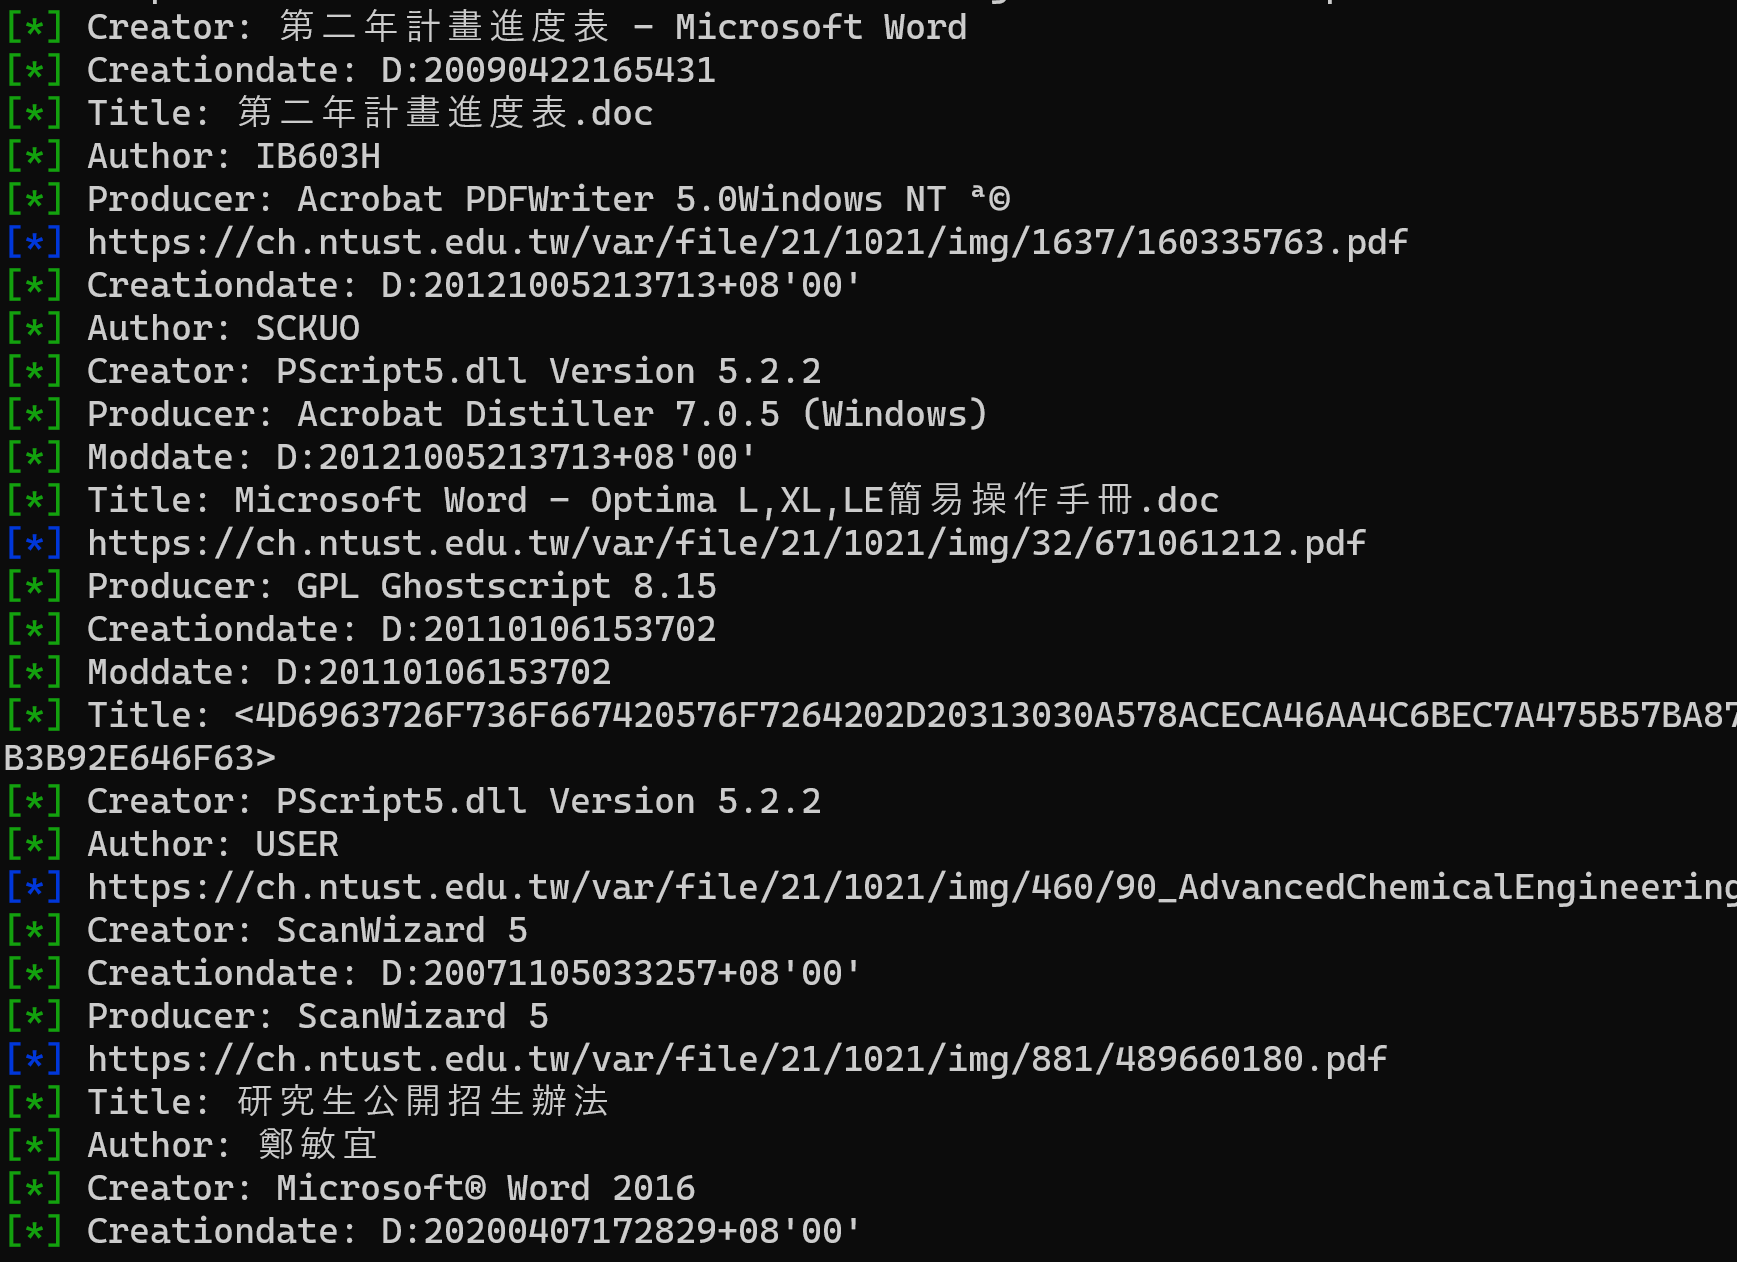 [*] Creator: 第二年計畫進度表 - Microsoft Word
[*] Creationdate: D:20090422165431
[*] Title: 第二年計畫進度表.doc
[*] Author: IB603H
[*] Producer: Acrobat PDFWriter 5.0Windows NT ª©
[*] https://ch.ntust.edu.tw/var/file/21/1021/img/1637/160335763.pdf
[*] Creationdate: D:20121005213713+08'00'
[*] Author: SCKUO
[*] Creator: PScript5.dll Version 5.2.2
[*] Producer: Acrobat Distiller 7.0.5 (Windows)
[*] Moddate: D:20121005213713+08'00'
[*] Title: Microsoft Word - Optima L,XL,LE簡易操作手冊.doc
[*] https://ch.ntust.edu.tw/var/file/21/1021/img/32/671061212.pdf
[*] Producer: GPL Ghostscript 8.15
[*] Creationdate: D:20110106153702
[*] Moddate: D:20110106153702
[*] Title: <4D6963726F736F667420576F7264202D20313030A578ACECA46AA4C6BEC7A475B57BA87
B3B92E646F63>
[*] Creator: PScript5.dll Version 5.2.2
[*] Author: USER
[*] https://ch.ntust.edu.tw/var/file/21/1021/img/460/90_AdvancedChemicalEngineering
[*] Creator: ScanWizard 5
[*] Creationdate: D:20071105033257+08'00'
[*] Producer: ScanWizard 5
[*] https://ch.ntust.edu.tw/var/file/21/1021/img/881/489660180.pdf
[*] Title: 研究生公開招生辦法
[*] Author: 鄭敏宜
[*] Creator: Microsoft® Word 2016
[*] Creationdate: D:20200407172829+08'00'